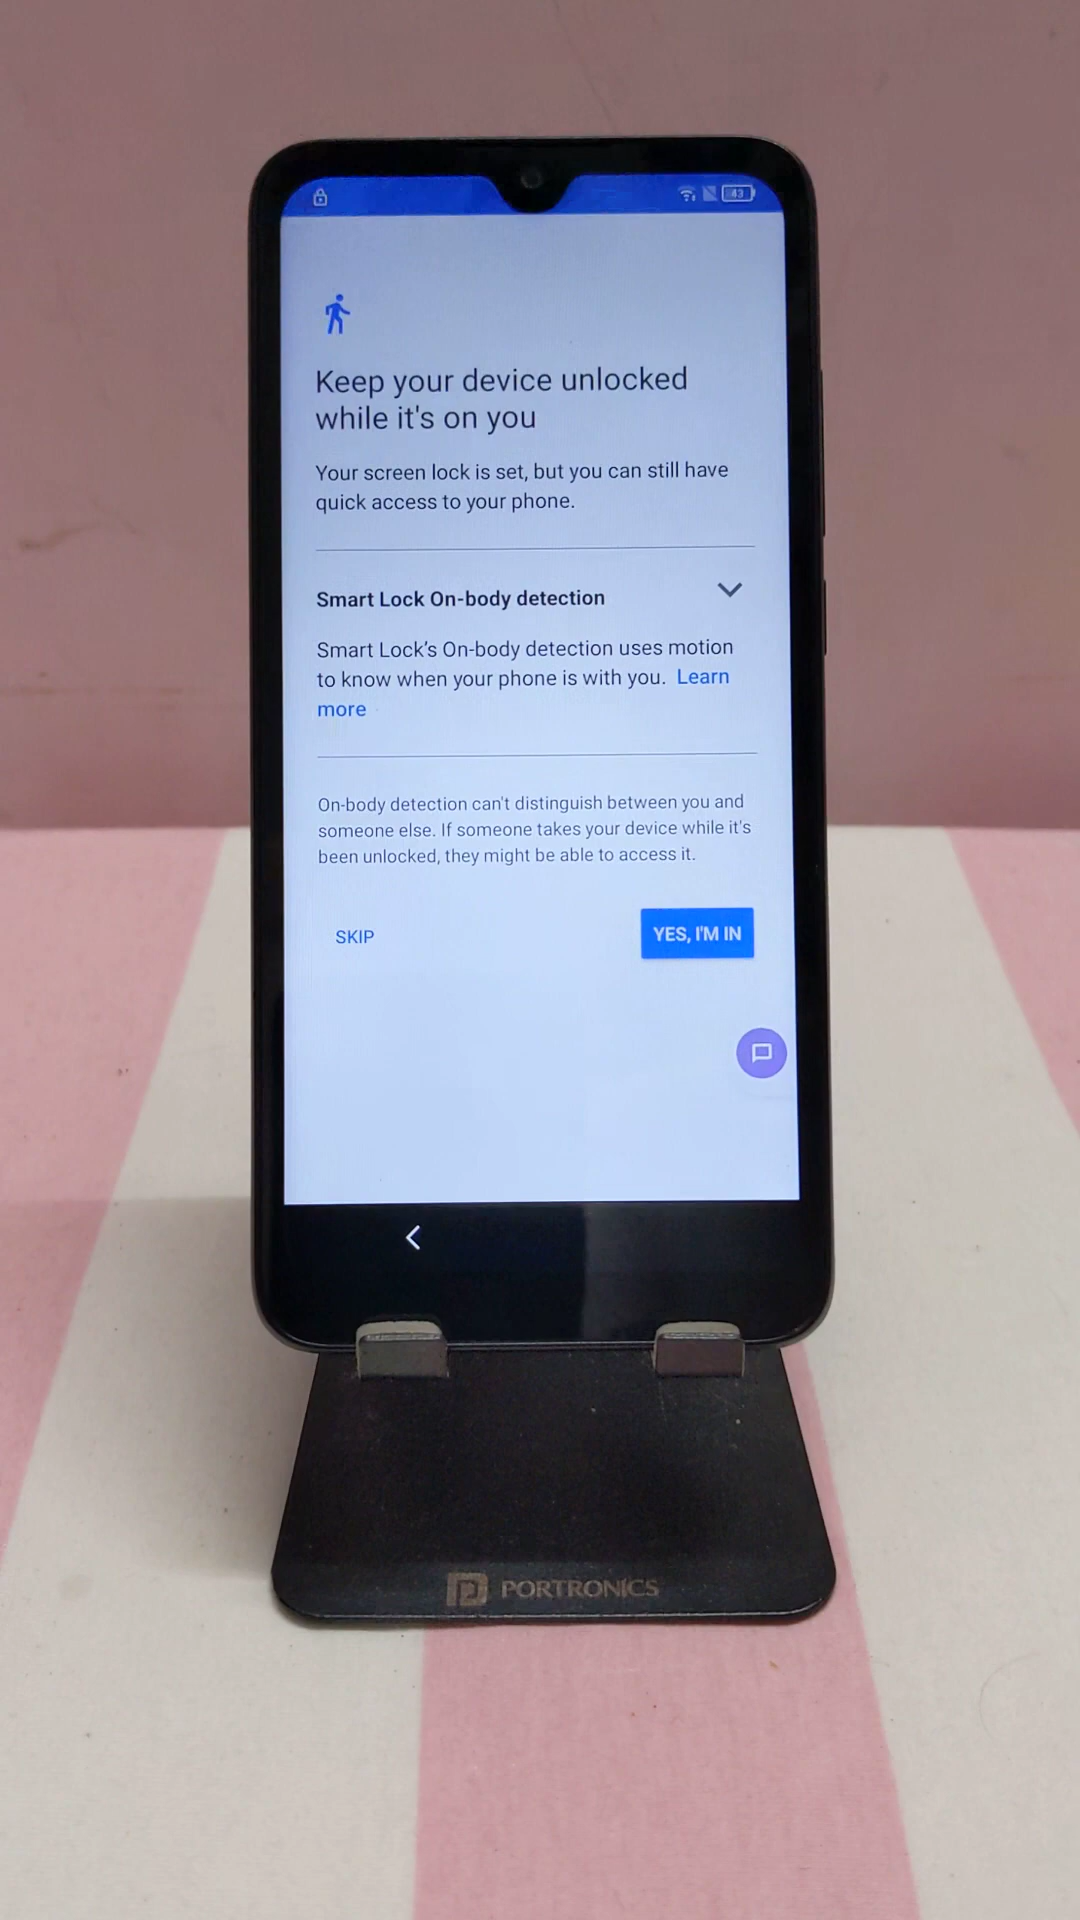 43
Keep your device unlocked
while it's on you
Your screen lock is set, but you can still have
quick access to your phone.
Smart Lock On-body detection
Smart Lock’s On-body detection uses motion
to know when your phone is with you. Learn
more
On-body detection can't distinguish between you and
someone else. If someone takes your device while it's
been unlocked, they might be able to access it.
SKIP
YES, I'M IN
PORTRONICS